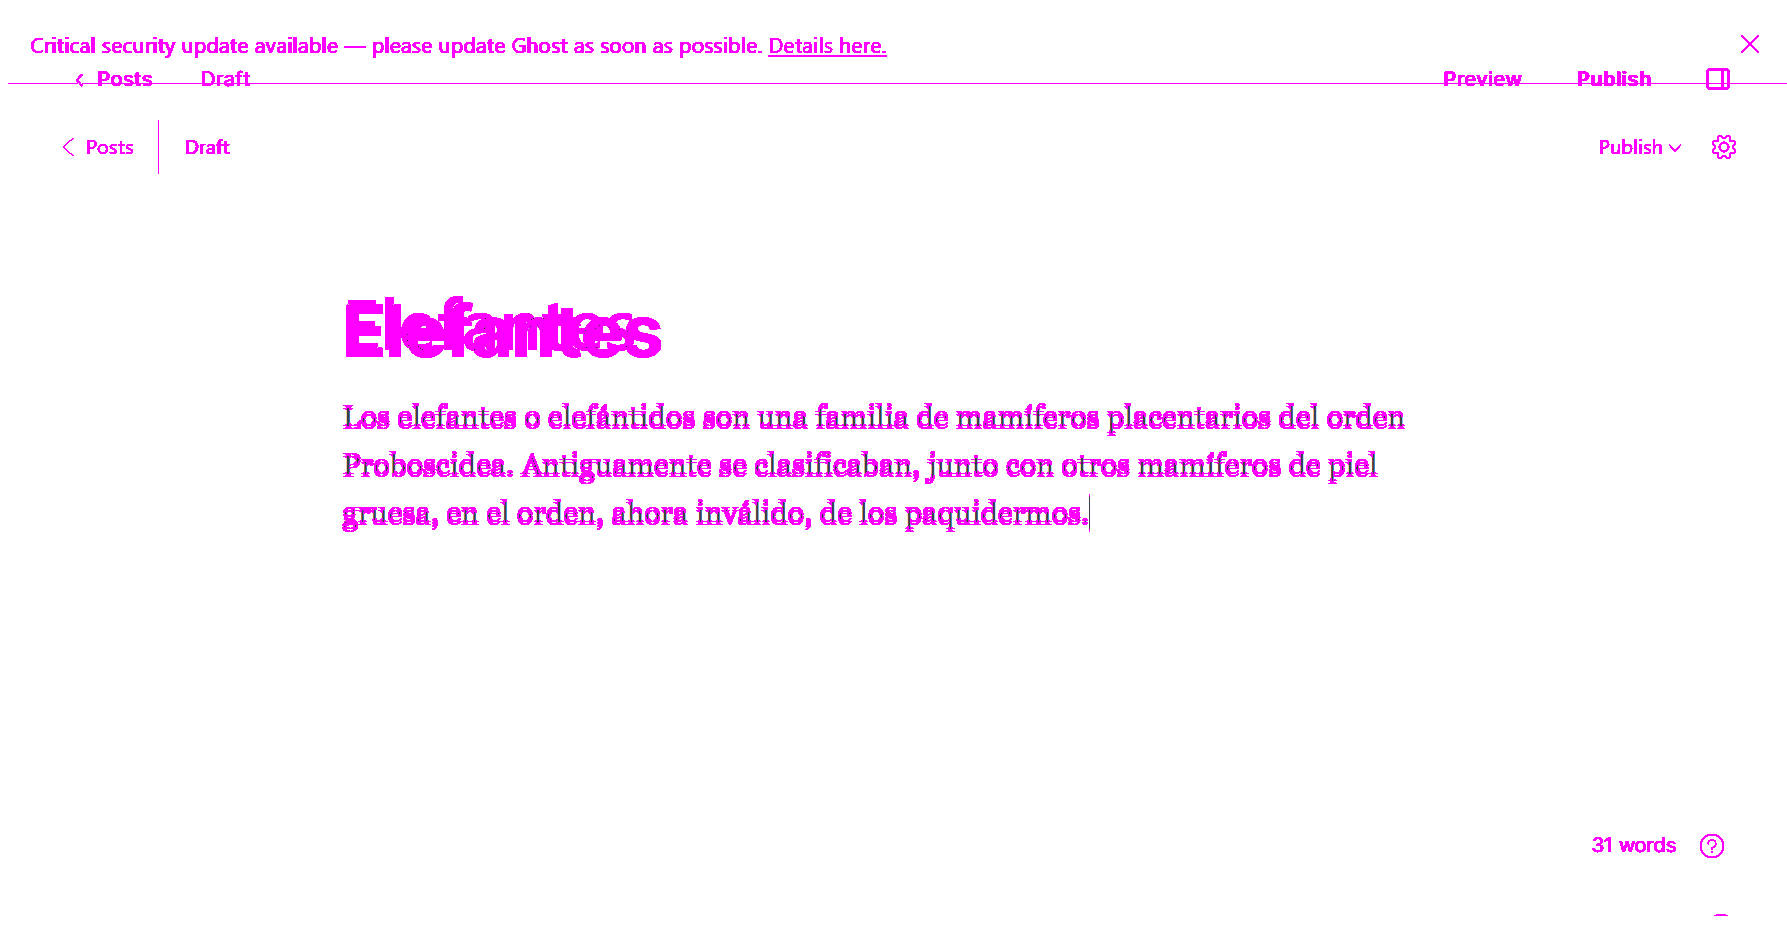 Critical security update available — please update Ghost as soon as possible. Details here.
Posts Draft Preview Publish
Posts Draft Publish
Elefantes
Los elefantes o elefántidos son una familia de mamíferos placentarios del orden
Proboscidea. Antiguamente se clasificaban, junto con otros mamíferos de piel
gruesa, en el orden, ahora inválido, de los paquidermos.
31 words